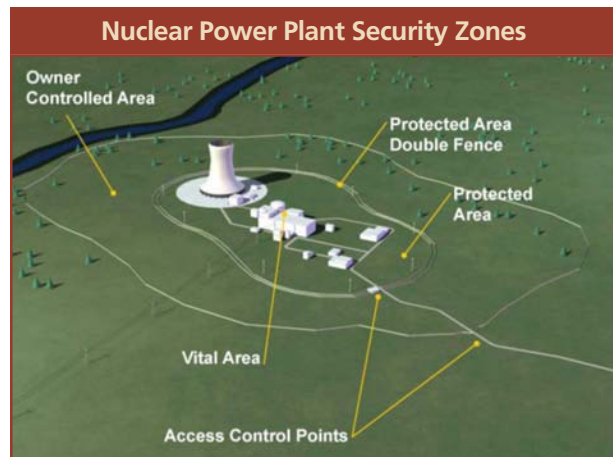 Nuclear Power Plant Security Zones
Owner
Controlled Area
Protected Area
Double Fence
Protected
Area
Vital Area
Access Control Points